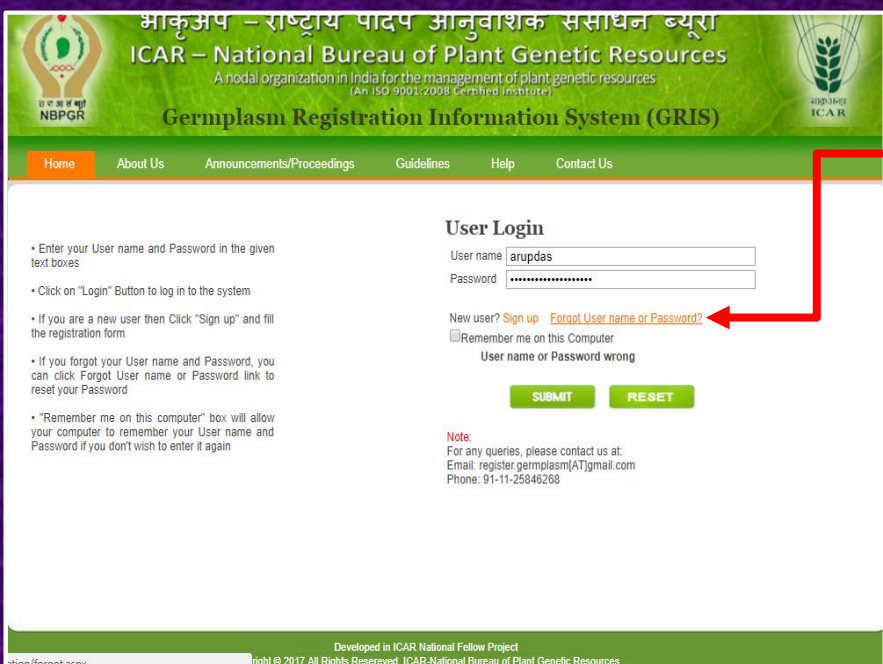 भाकृअप – राष्ट्रीय पादप आनुवंशिक संसाधन ब्यूरो
ICAR – National Bureau of Plant Genetic Resources
A nodal organization in India for the management of plant genetic resources
(An ISO 9001:2008 Certified Institute)
NBPGR
ICAR
Germplasm Registration Information System (GRIS)
Home About Us Announcements/Proceedings Guidelines Help Contact Us
• Enter your User name and Password in the given
text boxes
• Click on "Login" Button to log in to the system
• If you are a new user then Click "Sign up" and fill
the registration form
• If you forgot your User name and Password, you
can click Forgot User name or Password link to
reset your Password
• "Remember me on this computer" box will allow
your computer to remember your User name and
Password if you don't wish to enter it again
User Login
User name arupdas
Password ••••••••••••••••••••
New user? Sign up Forgot User name or Password?
Remember me on this Computer
User name or Password wrong
SUBMIT RESET
Note:
For any queries, please contact us at:
Email: register.germplasm[AT]gmail.com
Phone: 91-11-25846268
Developed in ICAR National Fellow Project
right © 2017 All Rights Resereved, ICAR-National Bureau of Plant Genetic Resources